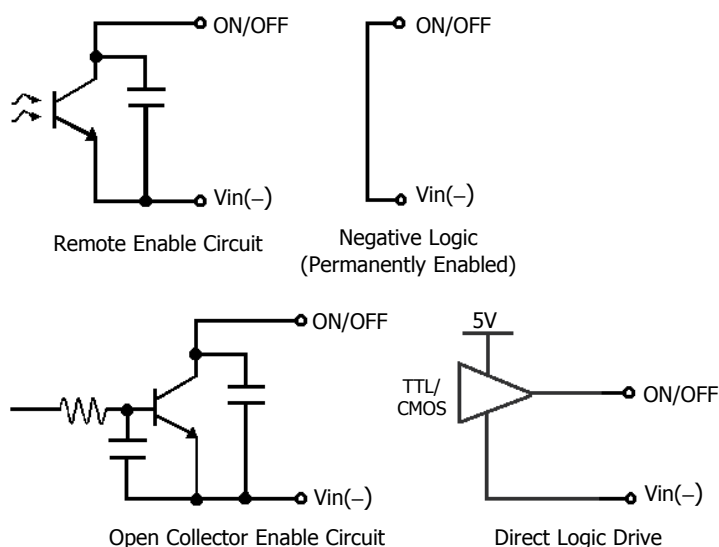 ON/OFF
Vin(−)
Remote Enable Circuit
ON/OFF
Vin(−)
Negative Logic
(Permanently Enabled)
ON/OFF
Vin(−)
Open Collector Enable Circuit
5V
TTL/
CMOS
ON/OFF
Vin(−)
Direct Logic Drive